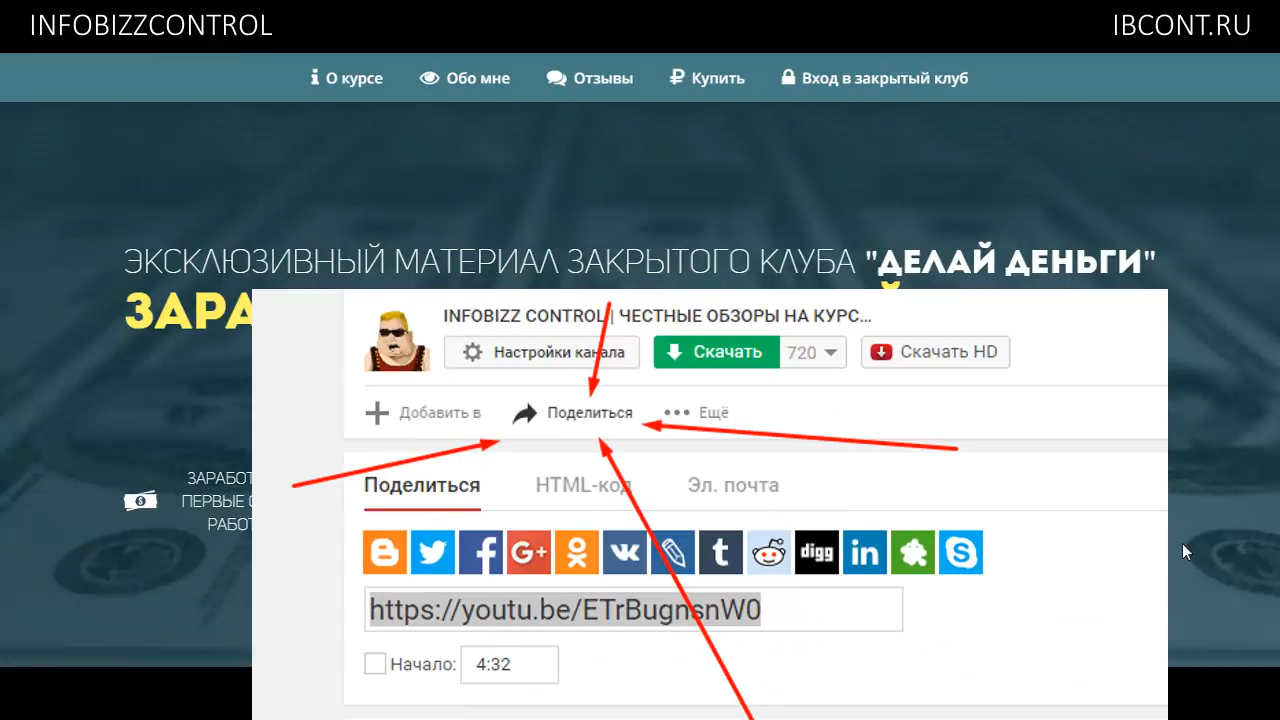 INFOBIZZCONTROL
IBCONT.RU
О курсе
Обо мне
Отзывы
Купить
Вход в закрытый клуб
ЭКСКЛЮЗИВНЫЙ МАТЕРИАЛ ЗАКРЫТОГО КЛУБА "ДЕЛАЙ ДЕНЬГИ"
INFOBIZZ CONTROL | ЧЕСТНЫЕ ОБЗОРЫ НА КУРС...
Настройки канала
Скачать
720
Скачать HD
Добавить в
Поделиться
Ещё
Поделиться
HTML-код
Эл. почта
digg
https://youtu.be/ETrBugnsnW0
Начало:
4:32
ПЕРВЫЕ